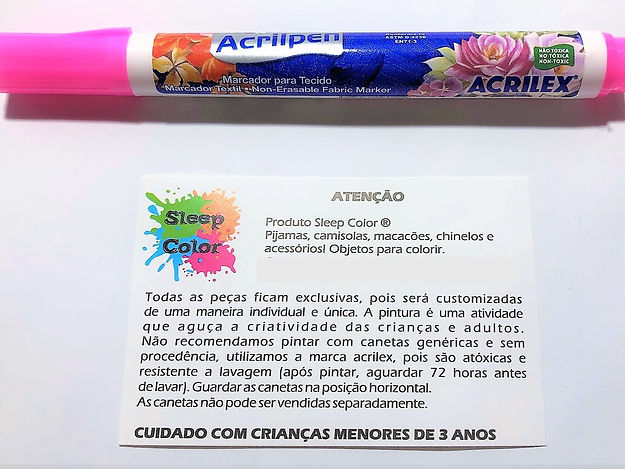 Acrilpen
ASTM D 4236
EN71-3
NÃO TÓXICA
NO TÓXICA
NON-TOXIC
Marcador para Tecido
Marcador Textil • Non-Erasable Fabric Marker
ACRILEX®
ATENÇÃO
Sleep
Color
Produto Sleep Color ®
Pijamas, camisolas, macacões, chinelos e
acessórios! Objetos para colorir.
Todas as peças ficam exclusivas, pois será customizadas
de uma maneira individual e única. A pintura é uma atividade
que aguça a criatividade das crianças e adultos.
Não recomendamos pintar com canetas genéricas e sem
procedência, utilizamos a marca acrilex, pois são atóxicas e
resistente a lavagem (após pintar, aguardar 72 horas antes
de lavar). Guardar as canetas na posição horizontal.
As canetas não pode ser vendidas separadamente.
CUIDADO COM CRIANÇAS MENORES DE 3 ANOS